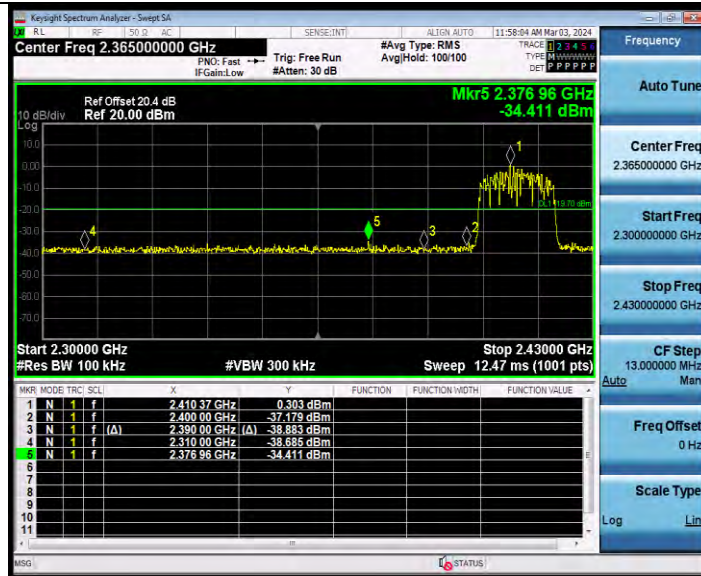 Keysight Spectrum Analyzer - Swept SA
RL RF 50 Ω AC SENSE:INT ALIGN AUTO 11:58:04 AM Mar 03, 2024
Center Freq 2.365000000 GHz
PNO: Fast
IFGain:Low
Trig: Free Run
#Atten: 30 dB
#Avg Type: RMS
Avg|Hold: 100/100
TRACE 1 2 3 4 5 6
TYPE M W W W W W
DET P P P P P P
Ref Offset 20.4 dB
10 dB/div Ref 20.00 dBm
Log
Mkr5 2.376 96 GHz
-34.411 dBm
10.0
0.00
-10.0
-20.0
-30.0
-40.0
-50.0
-60.0
-70.0
1
2
3
4
5
DL1 -19.70 dBm
Start 2.30000 GHz Stop 2.43000 GHz
#Res BW 100 kHz #VBW 300 kHz Sweep 12.47 ms (1001 pts)
MKR MODE TRC SCL X Y FUNCTION FUNCTION WIDTH FUNCTION VALUE
1 N 1 f 2.410 37 GHz 0.303 dBm
2 N 1 f 2.400 00 GHz -37.179 dBm
3 N 1 f (Δ) 2.390 00 GHz (Δ) -38.883 dBm
4 N 1 f 2.310 00 GHz -38.685 dBm
5 N 1 f 2.376 96 GHz -34.411 dBm
6
7
8
9
10
11
MSG STATUS
Frequency
Auto Tune
Center Freq
2.365000000 GHz
Start Freq
2.300000000 GHz
Stop Freq
2.430000000 GHz
CF Step
13.000000 MHz
Auto Man
Freq Offset
0 Hz
Scale Type
Log Lin